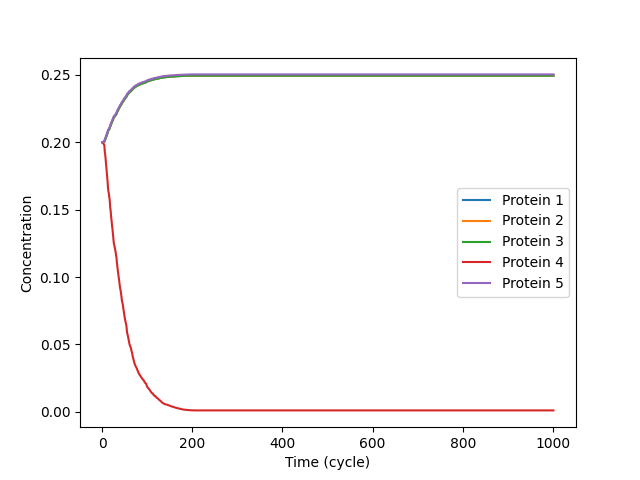 0.25
0.20
0.15
0.10
0.05
0.00
Concentration
0 200 400 600 800 1000
Time (cycle)
Protein 1
Protein 2
Protein 3
Protein 4
Protein 5